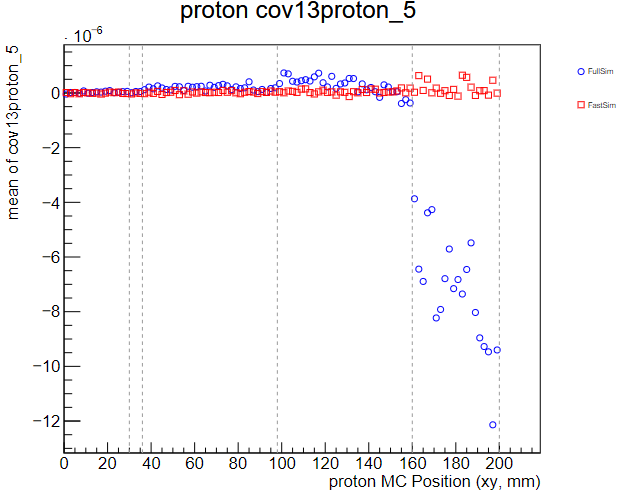 proton cov13proton_5
· 10⁻⁶
mean of cov13proton_5
0
−2
−4
−6
−8
−10
−12
0 20 40 60 80 100 120 140 160 180 200
proton MC Position (xy, mm)
FullSim
FastSim